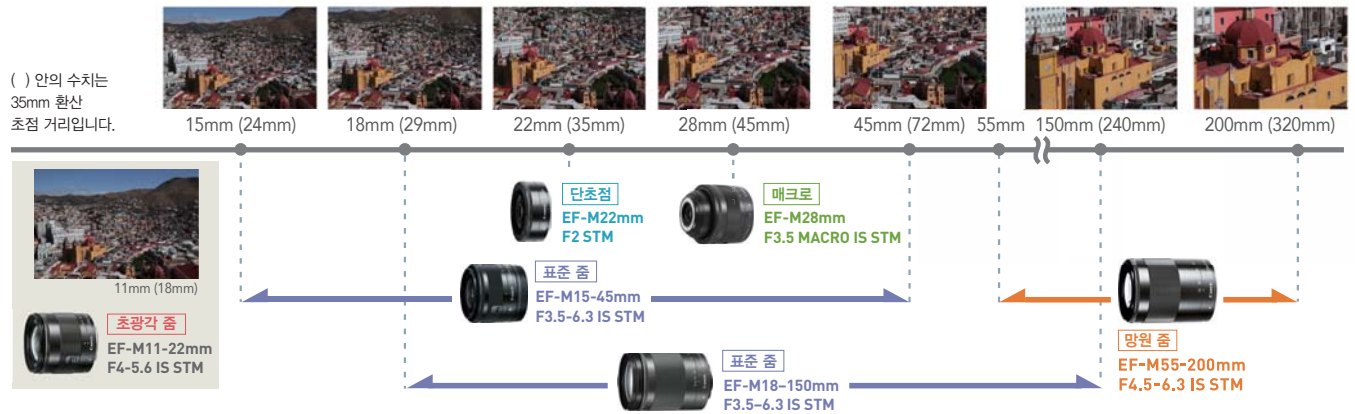 ( ) 안의 수치는
35mm 환산
초점 거리입니다.
15mm (24mm)
18mm (29mm)
22mm (35mm)
28mm (45mm)
45mm (72mm)
55mm
150mm (240mm)
200mm (320mm)
11mm (18mm)
초광각 줌
EF-M11-22mm
F4-5.6 IS STM
단초점
EF-M22mm
F2 STM
매크로
EF-M28mm
F3.5 MACRO IS STM
표준 줌
EF-M15-45mm
F3.5-6.3 IS STM
표준 줌
EF-M18-150mm
F3.5-6.3 IS STM
망원 줌
EF-M55-200mm
F4.5-6.3 IS STM